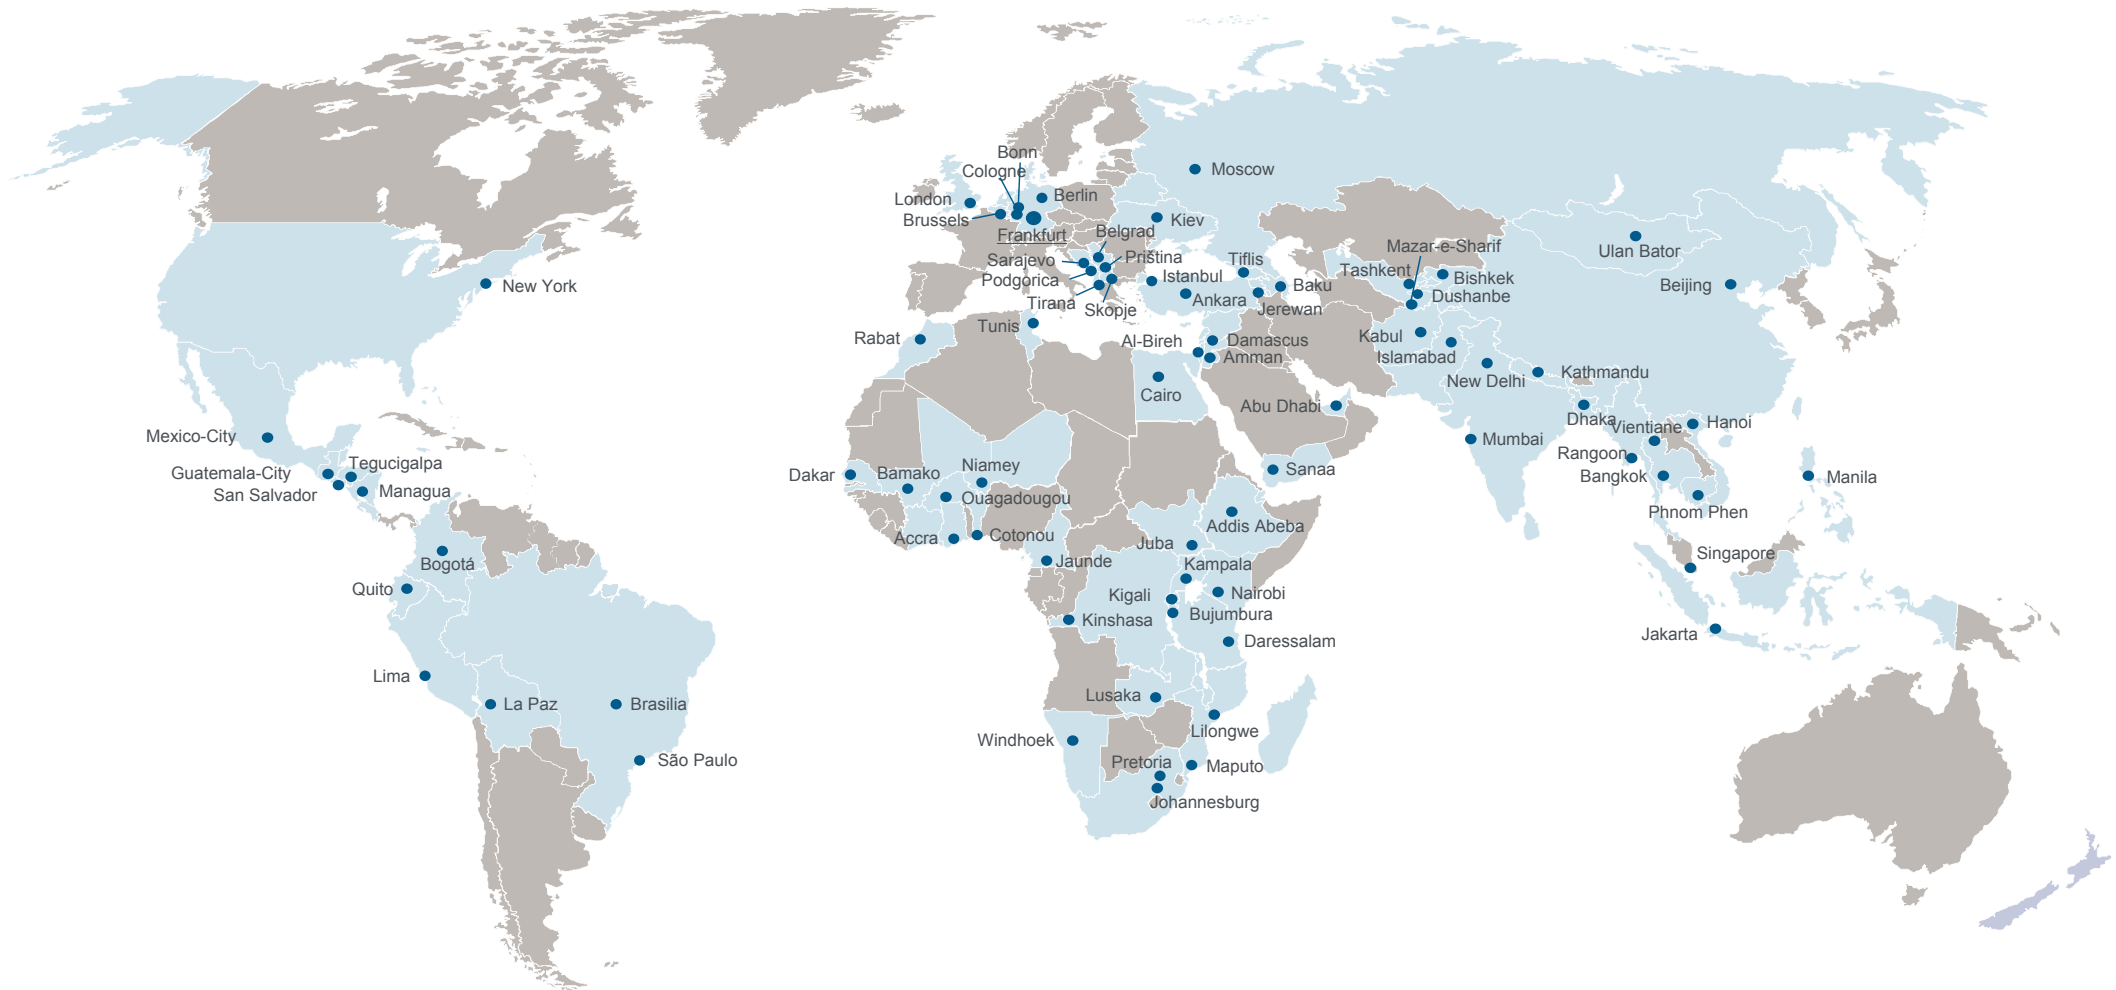 Bonn
Cologne
London
Berlin
Brussels
Frankfurt
Moscow
Kiev
Belgrad
Sarajevo
Priština
Podgorica
Tirana
Skopje
Istanbul
Ankara
Tiflis
Baku
Jerewan
Mazar-e-Sharif
Tashkent
Bishkek
Dushanbe
Kabul
Islamabad
Ulan Bator
Beijing
New York
Rabat
Tunis
Al-Bireh
Damascus
Amman
Cairo
Abu Dhabi
Sanaa
New Delhi
Kathmandu
Mumbai
Dhaka
Vientiane
Hanoi
Rangoon
Bangkok
Phnom Phen
Manila
Singapore
Jakarta
Mexico-City
Guatemala-City
Tegucigalpa
San Salvador
Managua
Bogotá
Quito
Lima
La Paz
Brasilia
São Paulo
Dakar
Bamako
Niamey
Ouagadougou
Accra
Cotonou
Jaunde
Addis Abeba
Juba
Kampala
Kigali
Nairobi
Bujumbura
Kinshasa
Daressalam
Lusaka
Lilongwe
Windhoek
Pretoria
Maputo
Johannesburg